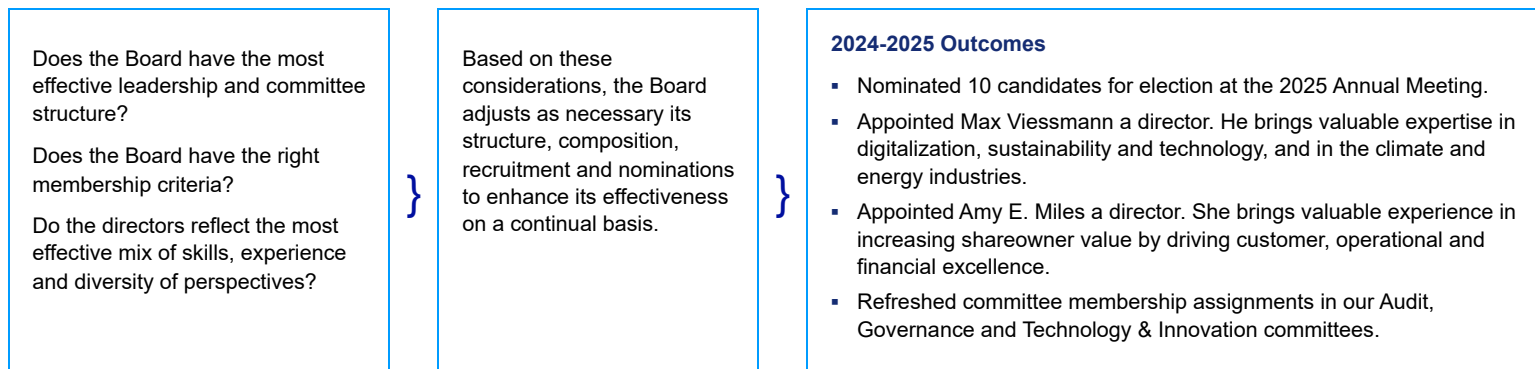 Does the Board have the most
effective leadership and committee
structure?
Does the Board have the right
membership criteria?
Do the directors reflect the most
effective mix of skills, experience
and diversity of perspectives?
}
Based on these
considerations, the Board
adjusts as necessary its
structure, composition,
recruitment and nominations
to enhance its effectiveness
on a continual basis.
}
2024-2025 Outcomes
▪ Nominated 10 candidates for election at the 2025 Annual Meeting.
▪ Appointed Max Viessmann a director. He brings valuable expertise in
digitalization, sustainability and technology, and in the climate and
energy industries.
▪ Appointed Amy E. Miles a director. She brings valuable experience in
increasing shareowner value by driving customer, operational and
financial excellence.
▪ Refreshed committee membership assignments in our Audit,
Governance and Technology & Innovation committees.